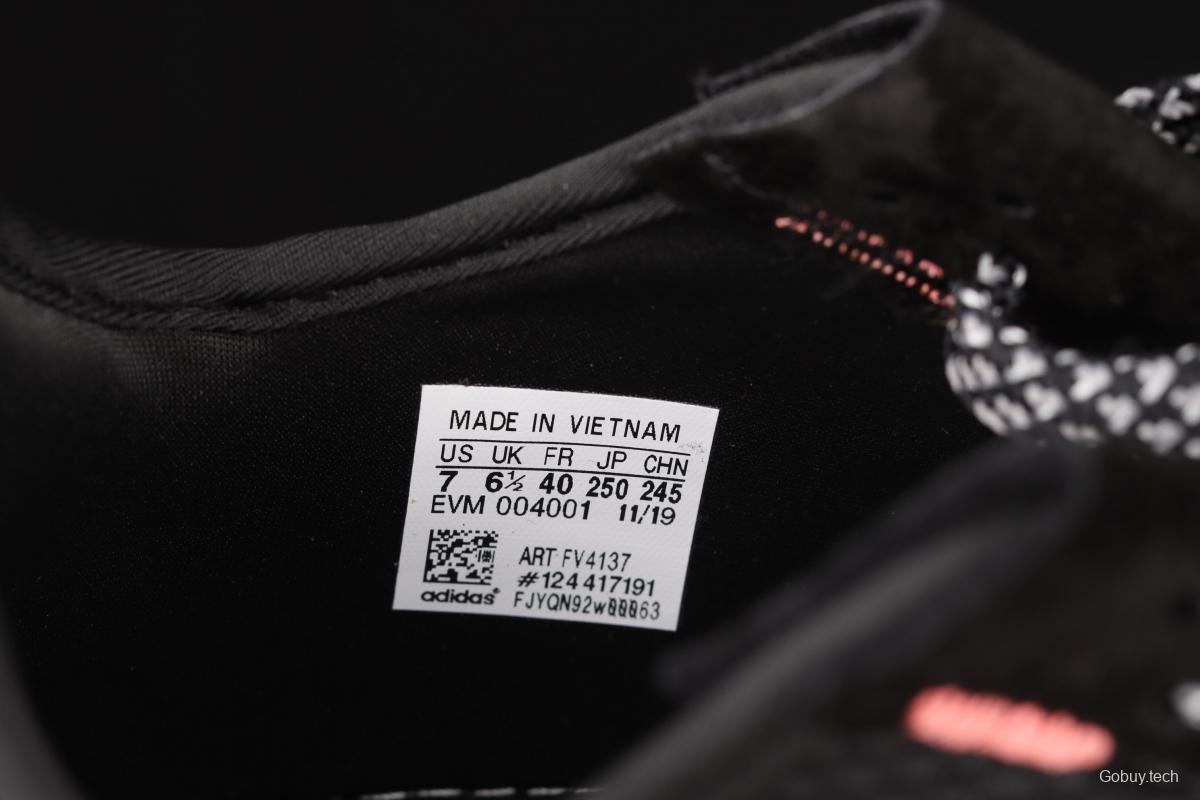 MADE IN VIETNAM
US UK FR JP CHN
7 6½ 40 250 245
EVM 004001 11/19
ART FV4137
#124417191
adidas FJYQN92w00063
Gobuy.tech